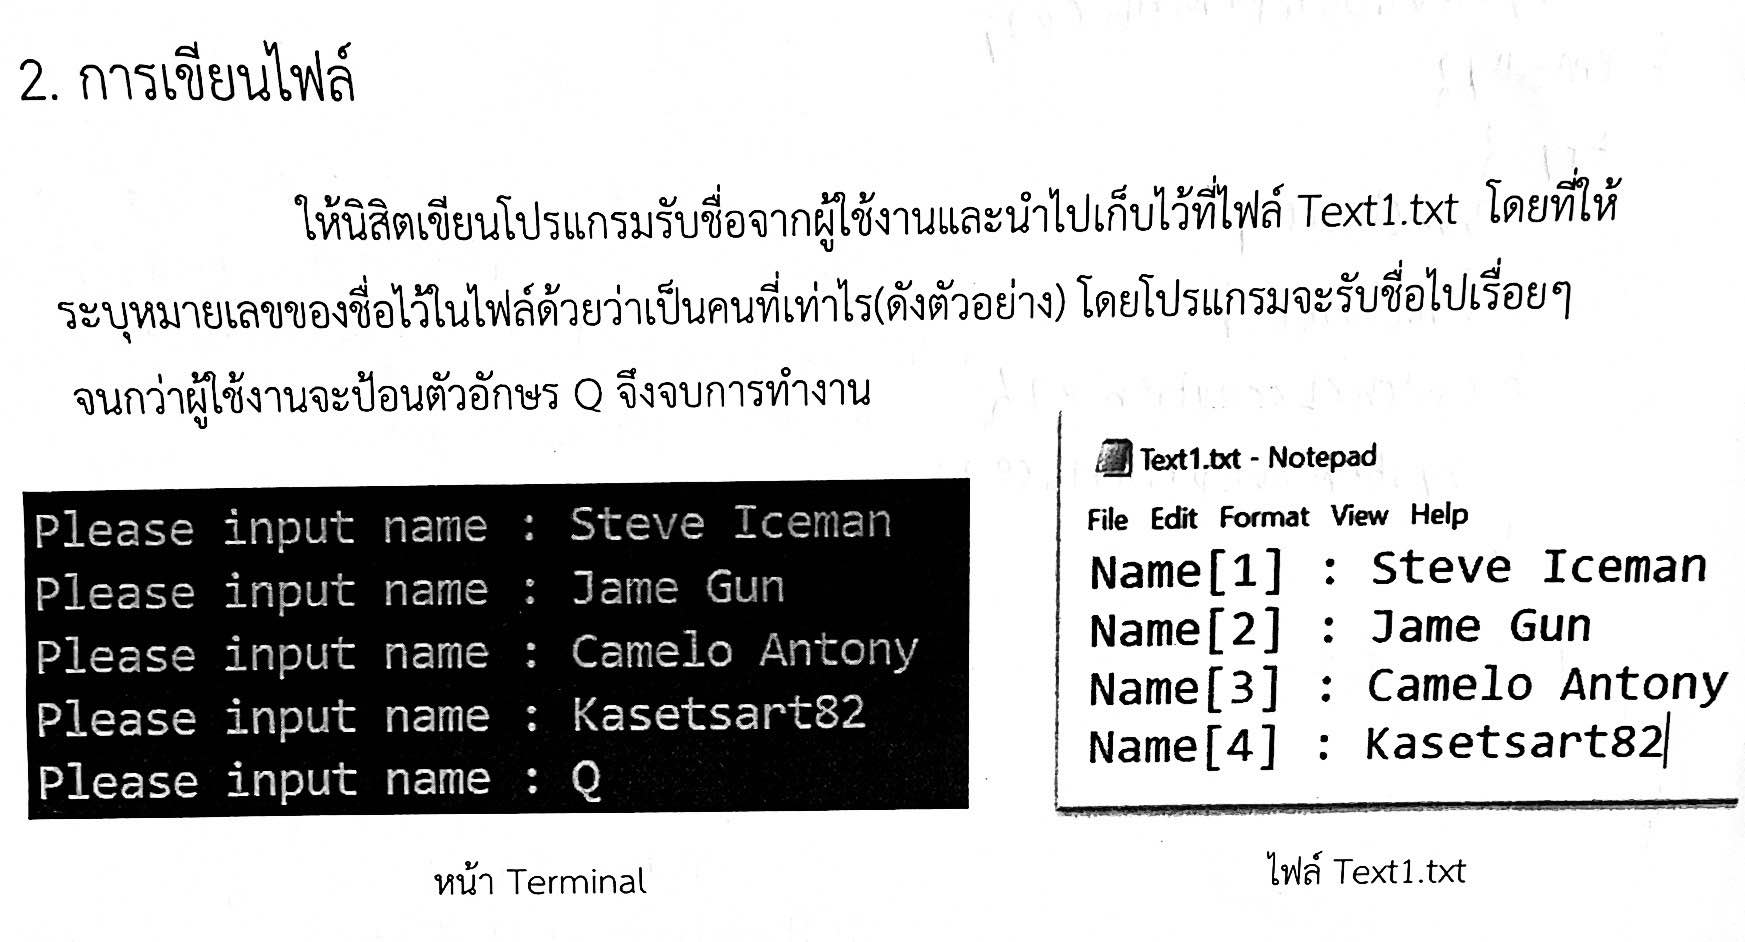 2. การเขียนไฟล์
ให้นิสิตเขียนโปรแกรมรับชื่อจากผู้ใช้งานและนำไปเก็บไว้ที่ไฟล์ Text1.txt โดยที่ให้
ระบุหมายเลขของชื่อไว้ในไฟล์ด้วยว่าเป็นคนที่เท่าไร(ดังตัวอย่าง) โดยโปรแกรมจะรับชื่อไปเรื่อยๆ
จนกว่าผู้ใช้งานจะป้อนตัวอักษร Q จึงจบการทำงาน
Please input name : Steve Iceman
Please input name : Jame Gun
Please input name : Camelo Antony
Please input name : Kasetsart82
Please input name : Q
หน้า Terminal
Text1.txt - Notepad
File Edit Format View Help
Name[1] : Steve Iceman
Name[2] : Jame Gun
Name[3] : Camelo Antony
Name[4] : Kasetsart82
ไฟล์ Text1.txt